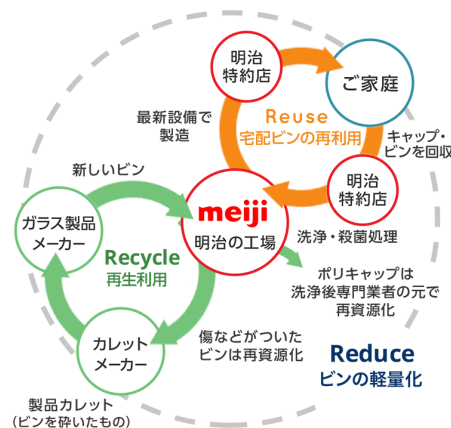 明治
特約店
ご家庭
最新設備で
製造
Reuse
宅配ビンの再利用
キャップ・
ビンを回収
明治
特約店
新しいビン
meiji
明治の工場
洗浄・殺菌処理
ガラス製品
メーカー
Recycle
再生利用
ポリキャップは
洗浄後専門業者の元で
再資源化
カレット
メーカー
傷などがついた
ビンは再資源化
Reduce
ビンの軽量化
製品カレット
（ビンを砕いたもの）